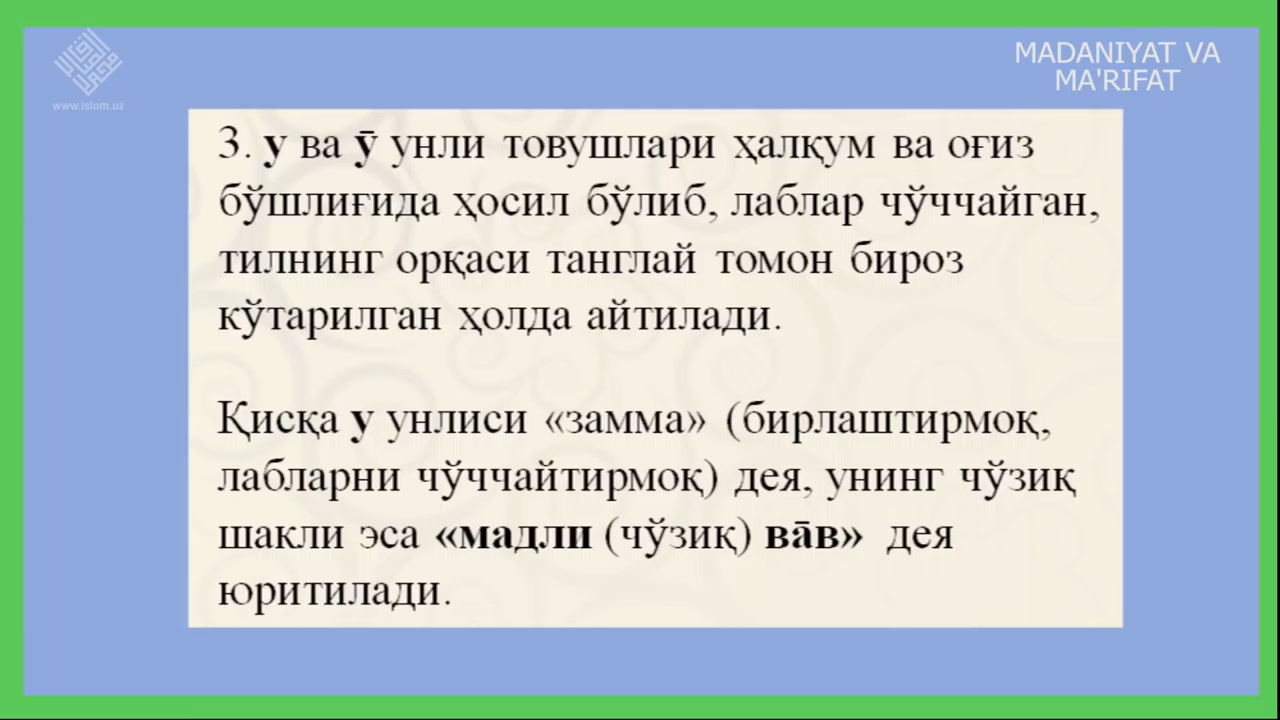 www.islom.uz
MADANIYAT VA
MA'RIFAT
3. у ва ӯ унли товушлари ҳалқум ва оғиз
бўшлиғида ҳосил бўлиб, лаблар чўччайган,
тилнинг орқаси танглай томон бироз
кўтарилган ҳолда айтилади.
Қисқа у унлиси «замма» (бирлаштирмоқ,
лабларни чўччайтирмоқ) дея, унинг чўзиқ
шакли эса «мадли (чўзиқ) ва̄в» дея
юритилади.